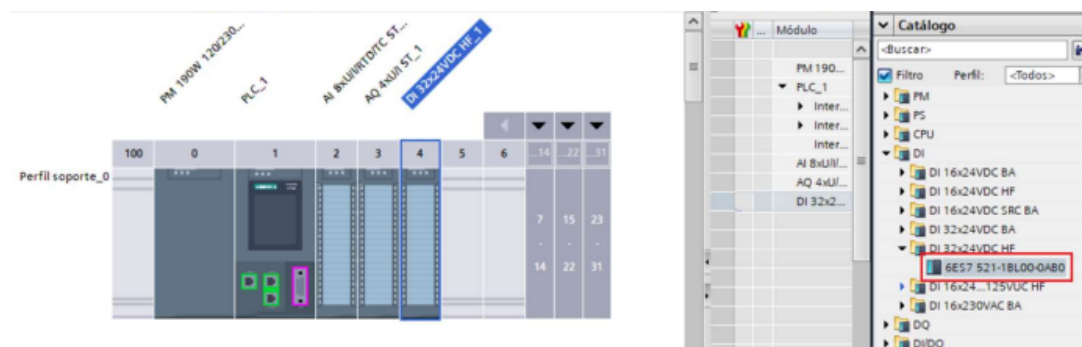 PM 190W 120/230...
PLC_1
AI 8xU/I/RTD/TC ST...
AQ 4xU/I ST_1
DI 32x24VDC HF_1
100 0 1 2 3 4 5 6 ...14 ...22 ...31
Perfil soporte_0
7 15 23
- - -
14 22 31
... Módulo
PM 190...
PLC_1
Inter...
Inter...
Inter...
AI 8xU/I/...
AQ 4xU/...
DI 32x2...
Catálogo
<Buscar>
Filtro Perfil: <Todos>
PM
PS
CPU
DI
DI 16x24VDC BA
DI 16x24VDC HF
DI 16x24VDC SRC BA
DI 32x24VDC BA
DI 32x24VDC HF
6ES7 521-1BL00-0AB0
DI 16x24...125VUC HF
DI 16x230VAC BA
DQ
DI/DQ